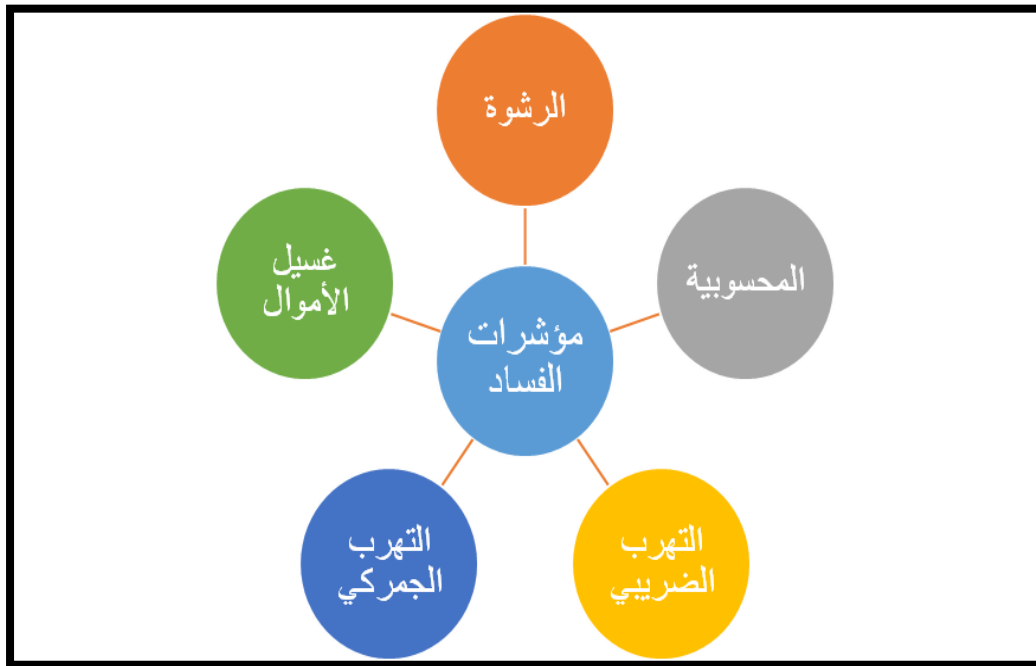 الرشوة
المحسوبية
غسيل
الأموال
مؤشرات
الفساد
التهرب
الضريبي
التهرب
الجمركي